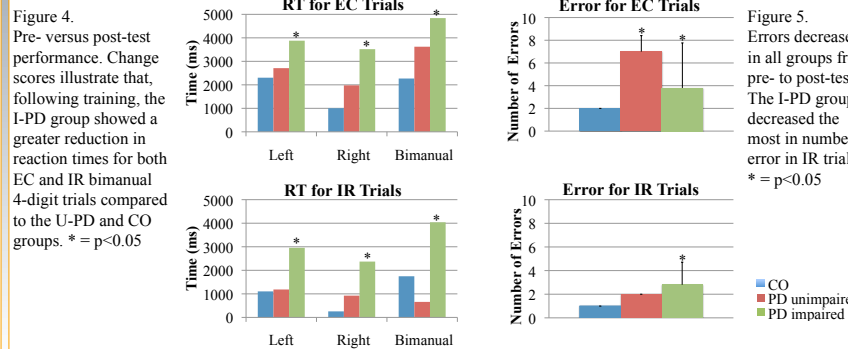 Figure 4.
Pre- versus post-test
performance. Change
scores illustrate that,
following training, the
I-PD group showed a
greater reduction in
reaction times for both
EC and IR bimanual
4-digit trials compared
to the U-PD and CO
groups. * = p<0.05
RT for EC Trials
Time (ms)
5000
4000
3000
2000
1000
0
* * *
Left Right Bimanual
RT for IR Trials
Time (ms)
5000
4000
3000
2000
1000
0
* * *
Left Right Bimanual
Error for EC Trials
Number of Errors
10
8
6
4
2
0
* *
Error for IR Trials
Number of Errors
10
8
6
4
2
0
*
Figure 5.
Errors decrease
in all groups
pre- to post-tes
The I-PD group
decreased the
most in numbe
error in IR trial
* = p<0.05
CO
PD unimpaire
PD impaired